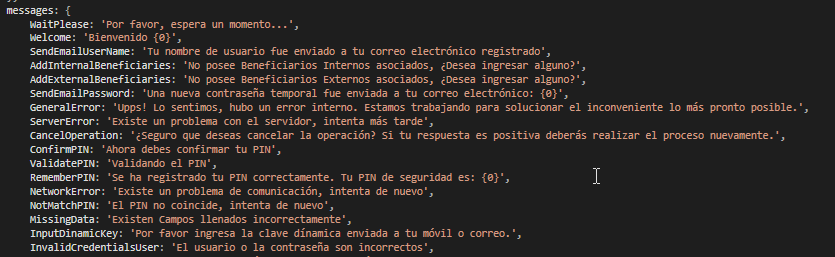 messages: {
WaitPlease: 'Por favor, espera un momento...',
Welcome: 'Bienvenido {0}',
SendEmailUserName: 'Tu nombre de usuario fue enviado a tu correo electrónico registrado',
AddInternalBeneficiaries: 'No posee Beneficiarios Internos asociados, ¿Desea ingresar alguno?',
AddExternalBeneficiaries: 'No posee Beneficiarios Externos asociados, ¿Desea ingresar alguno?',
SendEmailPassword: 'Una nueva contraseña temporal fue enviada a tu correo electrónico: {0}',
GeneralError: 'Upps! Lo sentimos, hubo un error interno. Estamos trabajando para solucionar el inconveniente lo más pronto posible.',
ServerError: 'Existe un problema con el servidor, intenta más tarde',
CancelOperation: '¿Seguro que deseas cancelar la operación? Si tu respuesta es positiva deberás realizar el proceso nuevamente.',
ConfirmPIN: 'Ahora debes confirmar tu PIN',
ValidatePIN: 'Validando el PIN',
RememberPIN: 'Se ha registrado tu PIN correctamente. Tu PIN de seguridad es: {0}',
NetworkError: 'Existe un problema de comunicación, intenta de nuevo',
NotMatchPIN: 'El PIN no coincide, intenta de nuevo',
MissingData: 'Existen Campos llenados incorrectamente',
InputDinamicKey: 'Por favor ingresa la clave dínamica enviada a tu móvil o correo.',
InvalidCredentialsUser: 'El usuario o la contraseña son incorrectos',